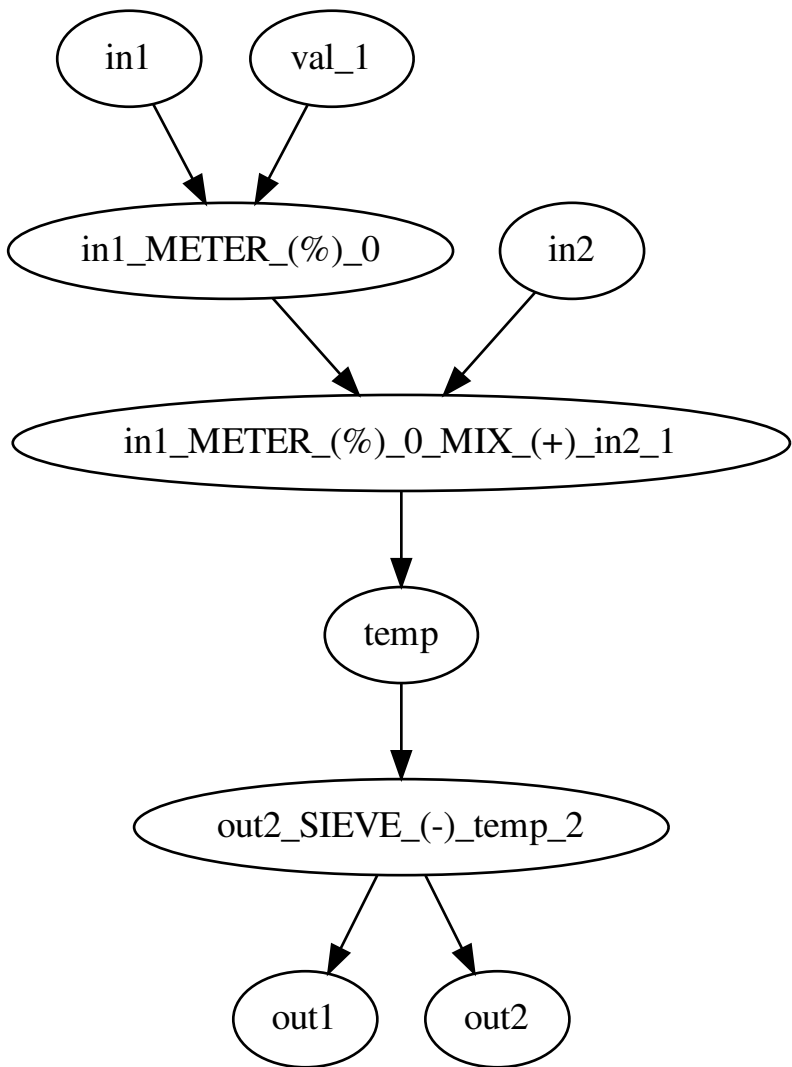 in1
val_1
in1_METER_(%)_0
in2
in1_METER_(%)_0_MIX_(+)_in2_1
temp
out2_SIEVE_(-)_temp_2
out1
out2